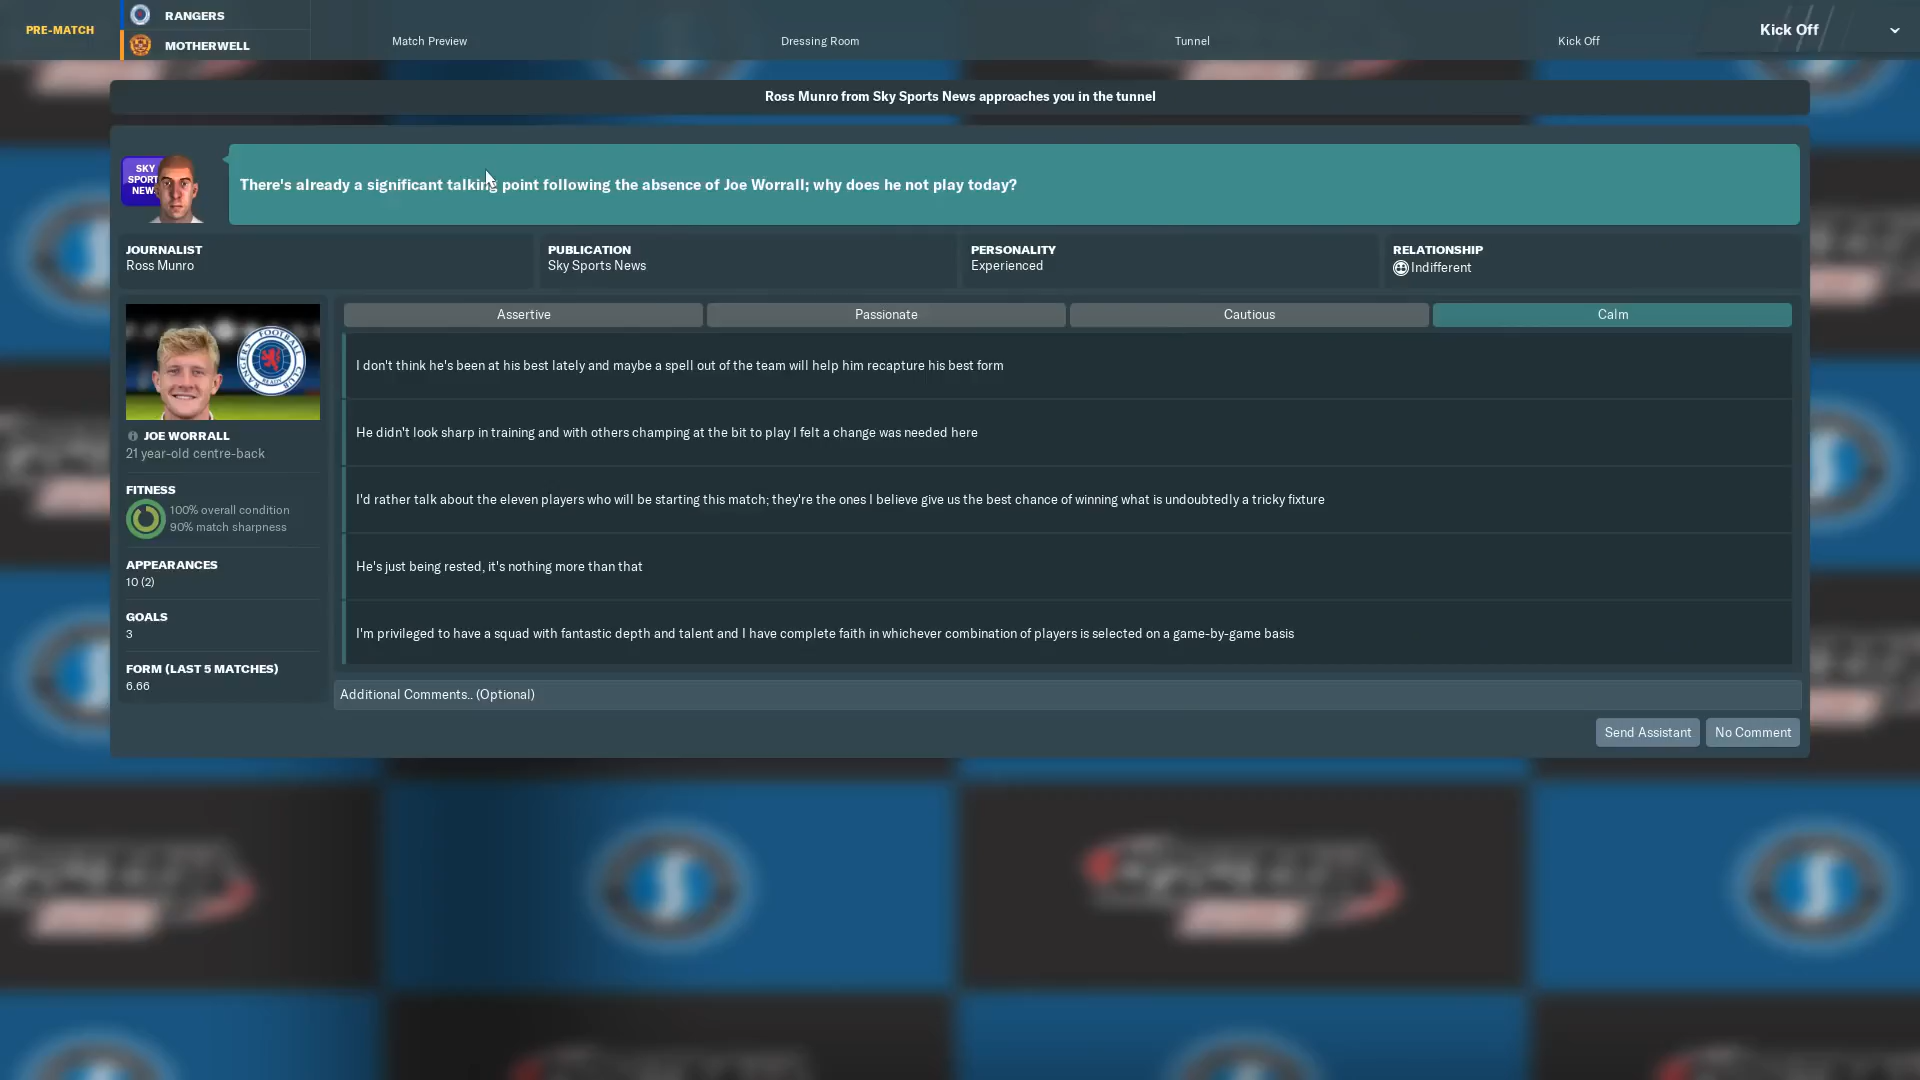 PRE-MATCH
RANGERS
MOTHERWELL
Match Preview
Dressing Room
Tunnel
Kick Off
Kick Off
Ross Munro from Sky Sports News approaches you in the tunnel
SKY
SPORT
NEW
There's already a significant talking point following the absence of Joe Worrall; why does he not play today?
JOURNALIST
Ross Munro
PUBLICATION
Sky Sports News
PERSONALITY
Experienced
RELATIONSHIP
Indifferent
RANGERS FOOTBALL CLUB
READY
JOE WORRALL
21 year-old centre-back
FITNESS
100% overall condition
90% match sharpness
APPEARANCES
10 (2)
GOALS
3
FORM (LAST 5 MATCHES)
6.66
Assertive
Passionate
Cautious
Calm
I don't think he's been at his best lately and maybe a spell out of the team will help him recapture his best form
He didn't look sharp in training and with others champing at the bit to play I felt a change was needed here
I'd rather talk about the eleven players who will be starting this match; they're the ones I believe give us the best chance of winning what is undoubtedly a tricky fixture
He's just being rested, it's nothing more than that
I'm privileged to have a squad with fantastic depth and talent and I have complete faith in whichever combination of players is selected on a game-by-game basis
Additional Comments.. (Optional)
Send Assistant
No Comment